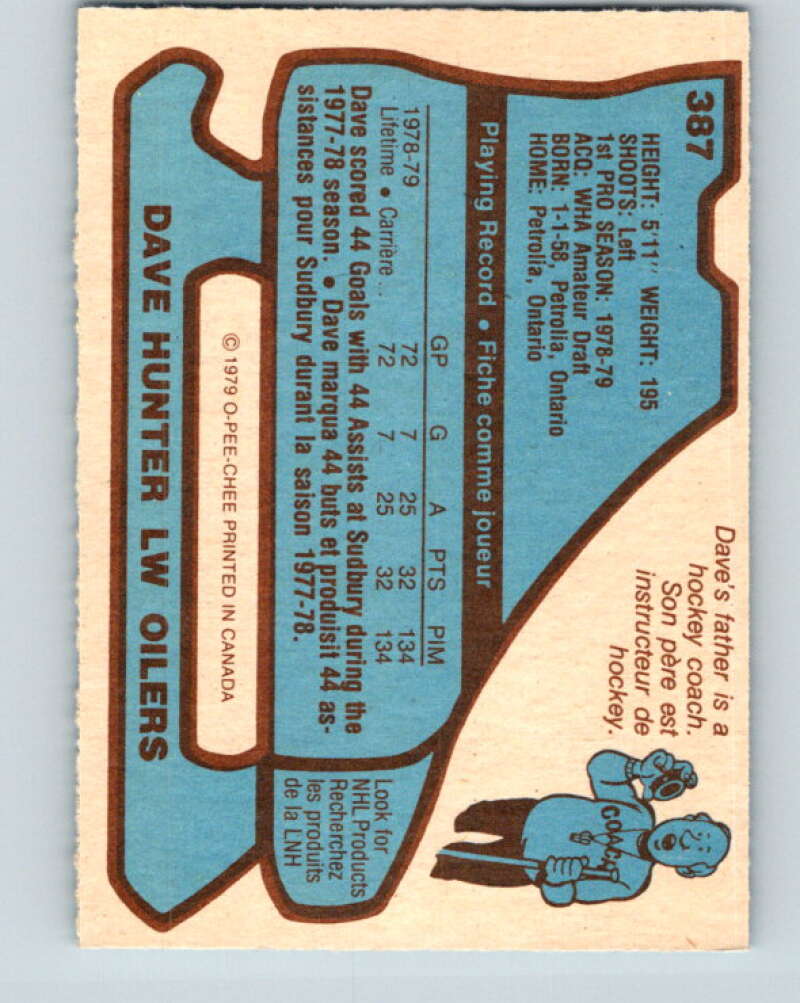 387
HEIGHT: 5'11" WEIGHT: 195
SHOOTS: Left
1st PRO SEASON: 1978-79
ACQ: WHA Amateur Draft
BORN: 1-1-58, Petrolia, Ontario
HOME: Petrolia, Ontario
Dave's father is a
hockey coach.
Son père est
instructeur de
hockey.
COACH
Playing Record • Fiche comme joueur
GP G A PTS PIM
1978-79 72 7 25 32 134
Lifetime • Carrière... 72 7 25 32 134
Dave scored 44 Goals with 44 Assists at Sudbury during the
1977-78 season. • Dave marqua 44 buts et produisit 44 as-
sistances pour Sudbury durant la saison 1977-78.
Look for
NHL Products
Recherchez
les produits
de la LNH
© 1979 O-PEE-CHEE PRINTED IN CANADA
DAVE HUNTER LW OILERS